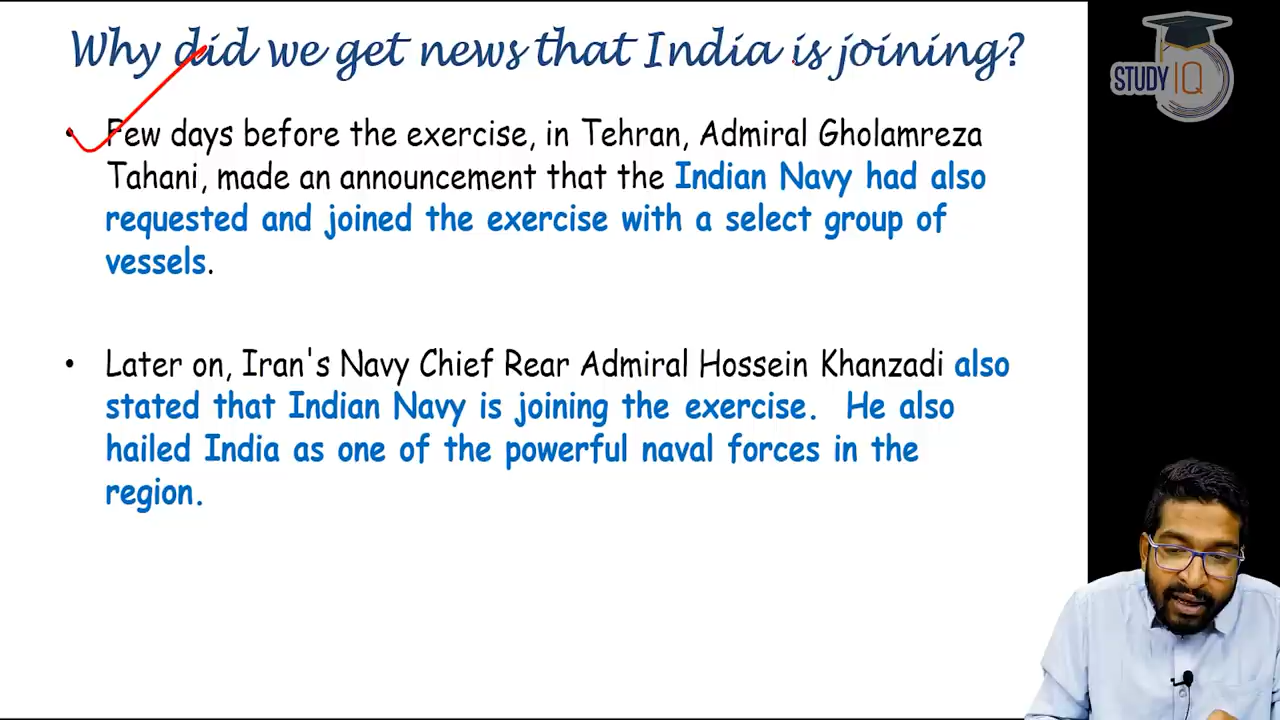 Why did we get news that India is joining?
STUDY IQ
• Few days before the exercise, in Tehran, Admiral Gholamreza
Tahani, made an announcement that the Indian Navy had also
requested and joined the exercise with a select group of
vessels.
• Later on, Iran's Navy Chief Rear Admiral Hossein Khanzadi also
stated that Indian Navy is joining the exercise. He also
hailed India as one of the powerful naval forces in the
region.